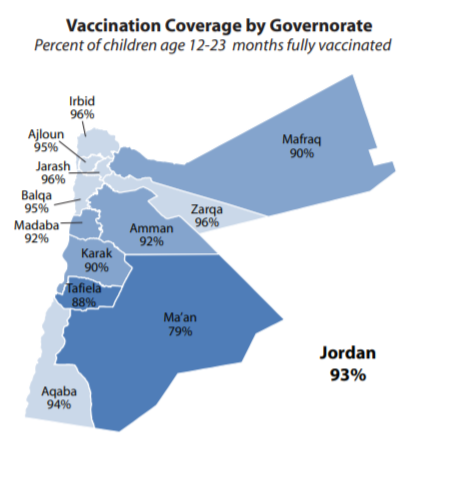 Vaccination Coverage by Governorate
Percent of children age 12-23 months fully vaccinated
Irbid
96%
Ajloun
95%
Jarash
96%
Balqa
95%
Madaba
92%
Mafraq
90%
Zarqa
96%
Amman
92%
Karak
90%
Tafiela
88%
Ma'an
79%
Jordan
93%
Aqaba
94%